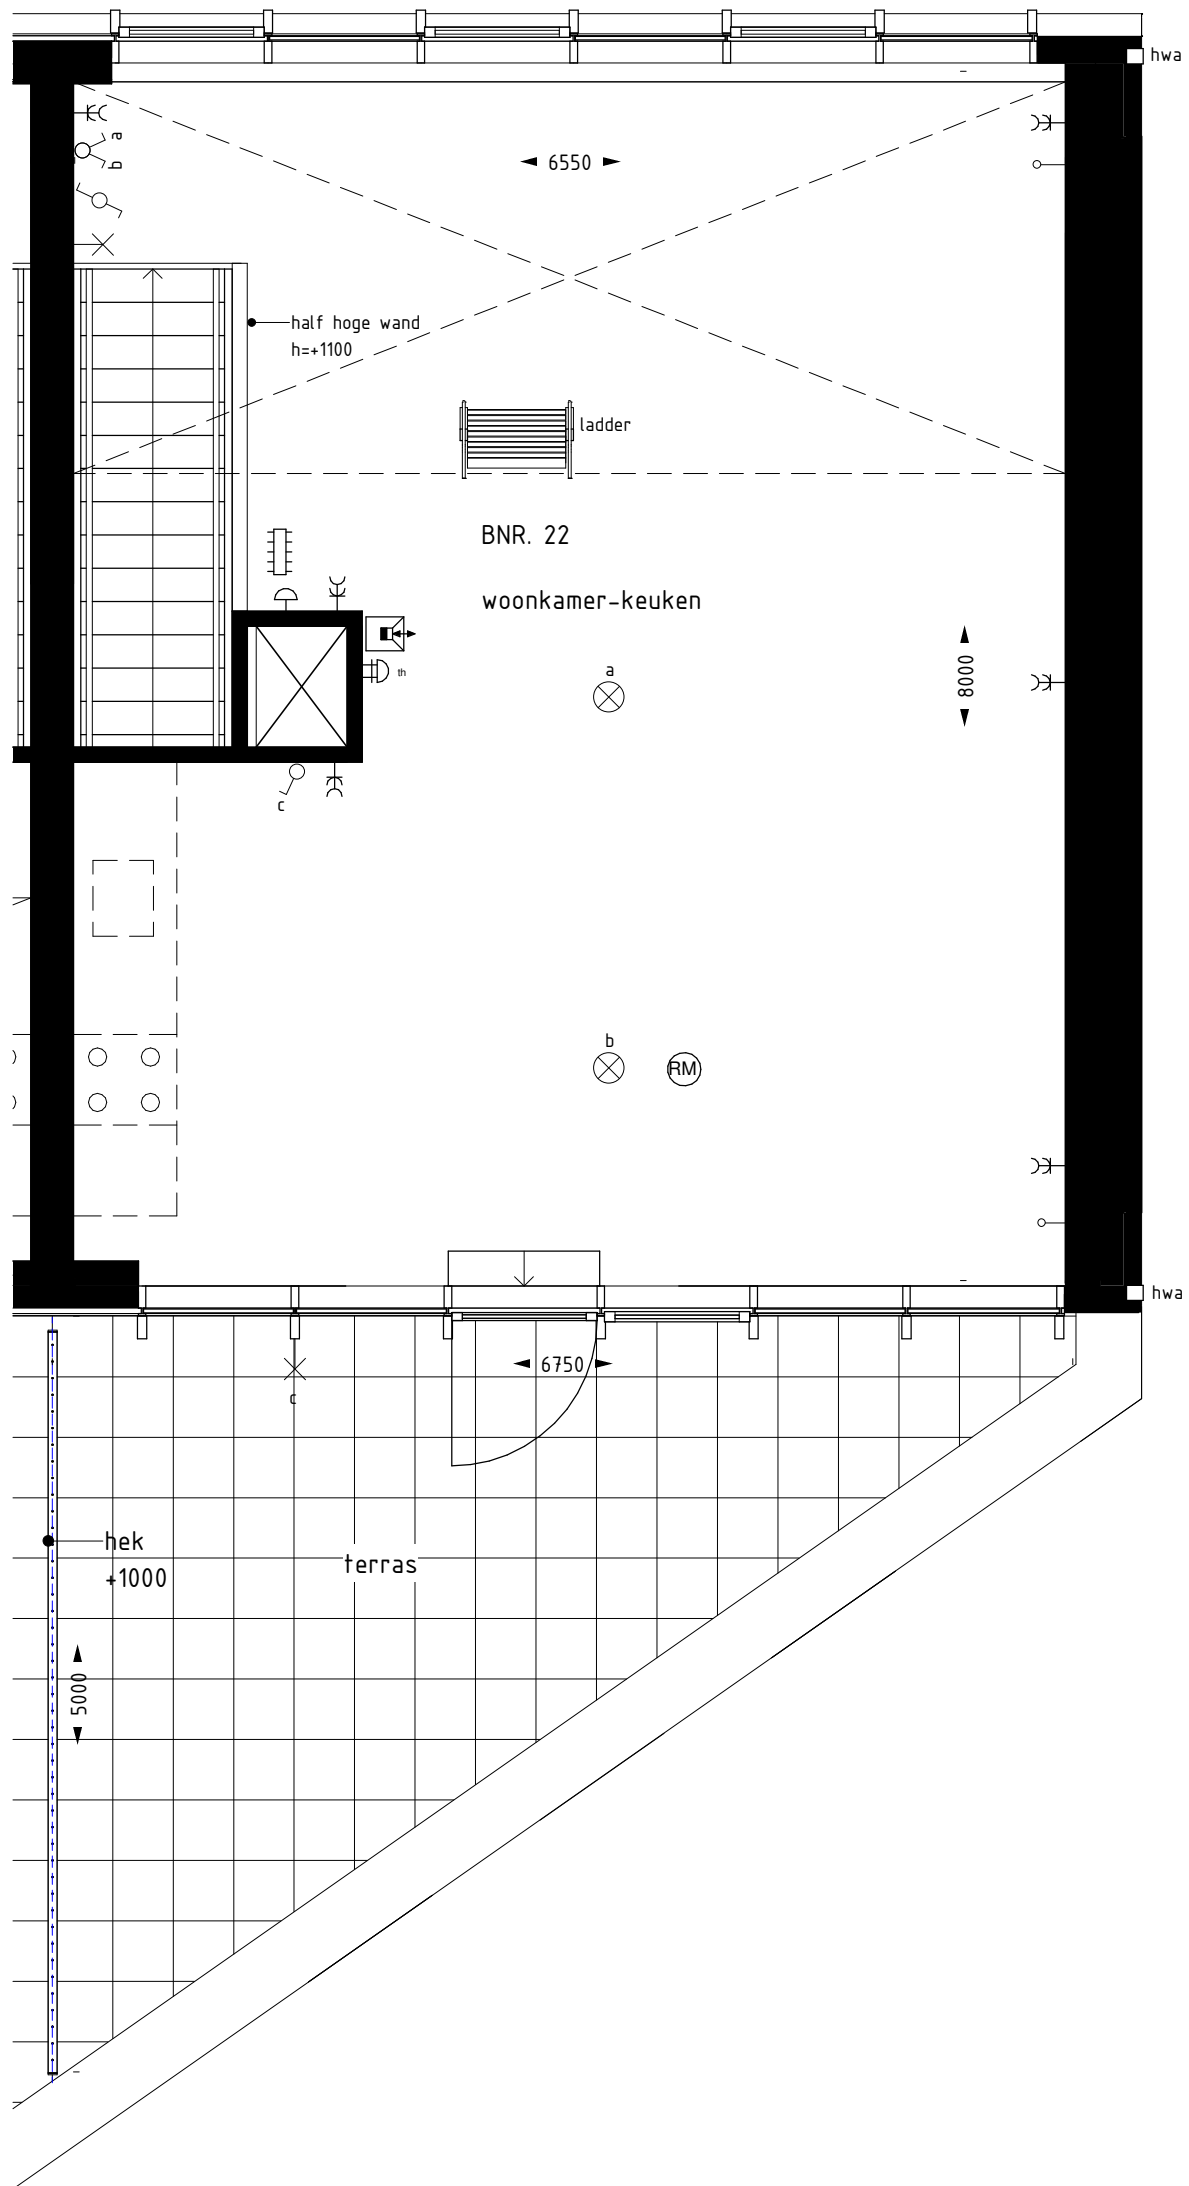 hwa
a
b
6550
half hoge wand
h=+1100
ladder
BNR. 22
woonkamer-keuken
th
a
8000
c
b
RM
hwa
6750
c
hek
+1000
terras
5000